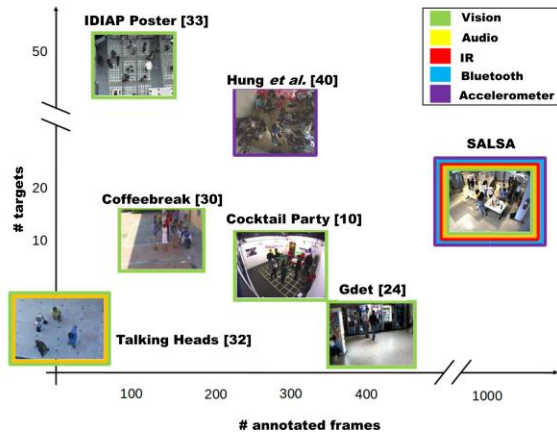 IDIAP Poster [33]
Vision
Audio
IR
Bluetooth
Accelerometer
50
Hung et al. [40]
SALSA
# targets
20
Coffeebreak [30]
Cocktail Party [10]
10
Gdet [24]
Talking Heads [32]
100
200
300
400
1000
# annotated frames